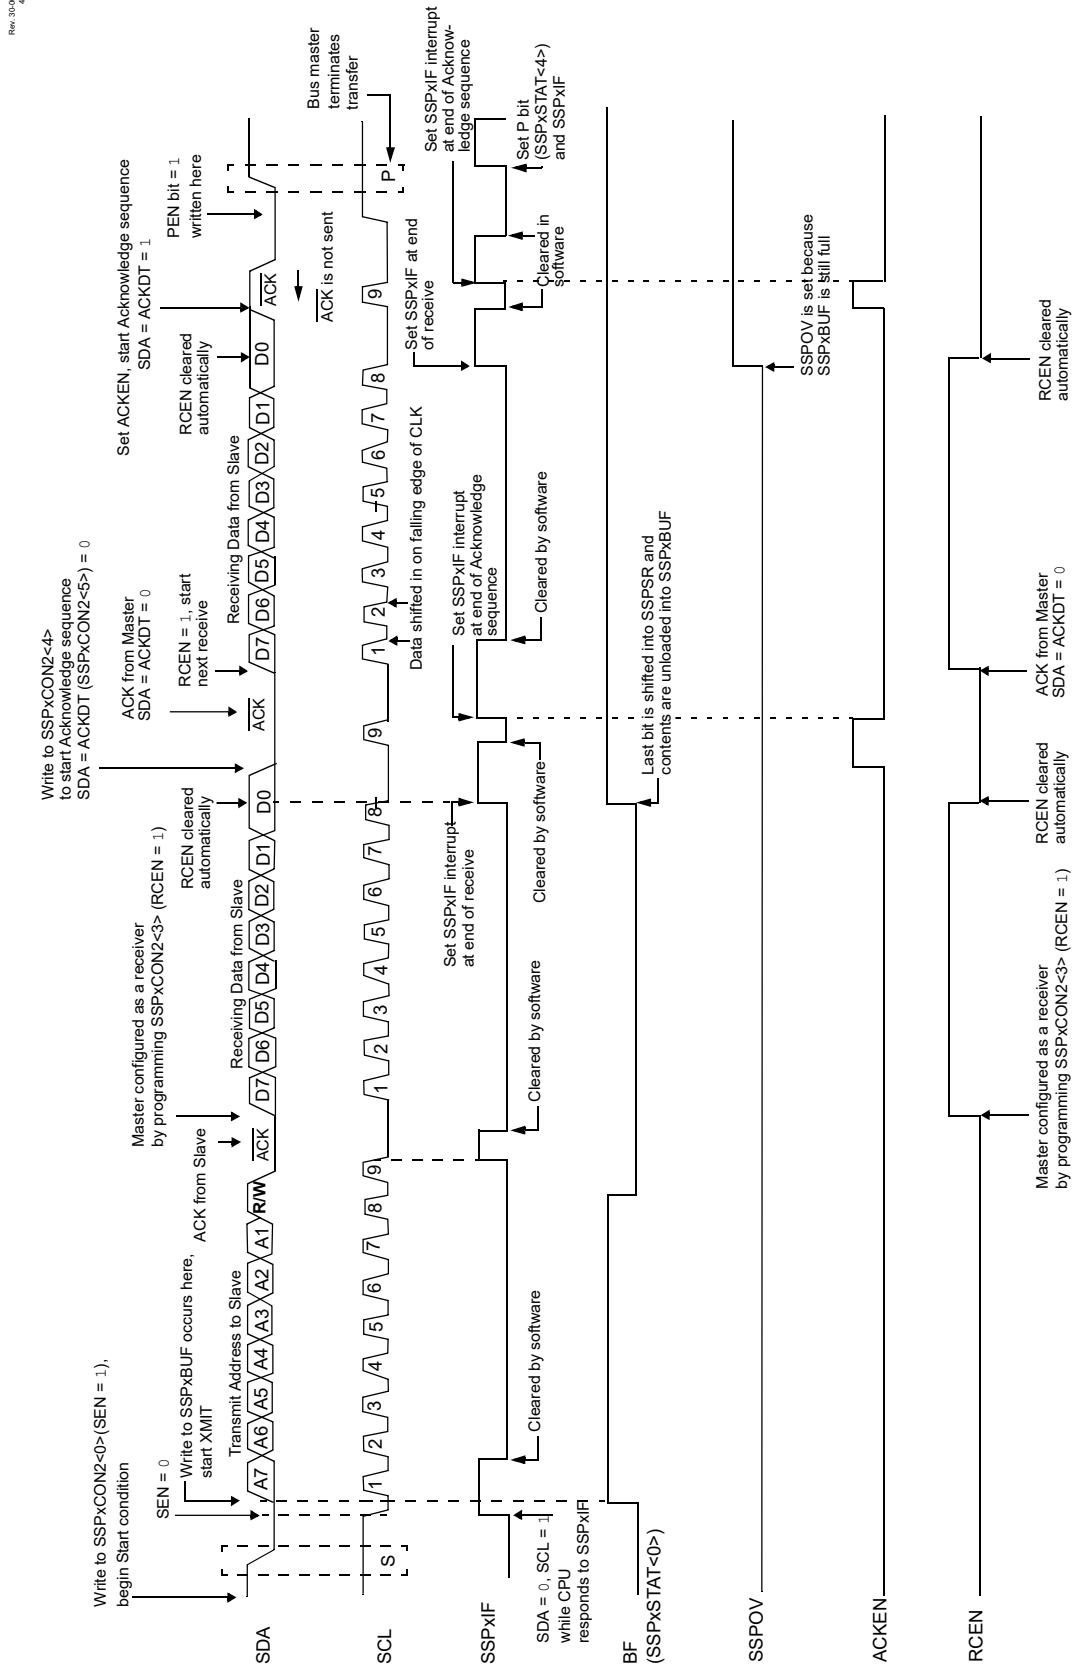 Rev. 30-0
4
Write to SSPxCON2<4>
to start Acknowledge sequence
SDA = ACKDT (SSPxCON2<5>) = 0
Write to SSPxCON2<0>(SEN = 1),
begin Start condition
Master configured as a receiver
by programming SSPxCON2<3> (RCEN = 1)
ACK from Master
SDA = ACKDT = 0
Set ACKEN, start Acknowledge sequence
SDA = ACKDT = 1
SEN = 0
Write to SSPxBUF occurs here,
start XMIT
ACK from Slave
RCEN cleared
automatically
RCEN = 1, start
next receive
RCEN cleared
automatically
PEN bit = 1
written here
Transmit Address to Slave
Receiving Data from Slave
Receiving Data from Slave
SDA
A7 A6 A5 A4 A3 A2 A1 R/W ACK D7 D6 D5 D4 D3 D2 D1 D0 ACK D7 D6 D5 D4 D3 D2 D1 D0 ACK
Bus master
terminates
transfer
ACK is not sent
SCL
S 1 2 3 4 5 6 7 8 9 1 2 3 4 5 6 7 8 9 1 2 3 4 5 6 7 8 9 P
Data shifted in on falling edge of CLK
Set SSPxIF at end
of receive
Set SSPxIF interrupt
at end of Acknow-
ledge sequence
Set SSPxIF interrupt
at end of receive
Set SSPxIF interrupt
at end of Acknowledge
sequence
SSPxIF
Set P bit
(SSPxSTAT<4>)
and SSPxIF
SDA = 0, SCL = 1
while CPU
responds to SSPxIF
Cleared by software
Cleared by software
Cleared by software
Cleared by software
Cleared in
software
BF
(SSPxSTAT<0>)
Last bit is shifted into SSPSR and
contents are unloaded into SSPxBUF
SSPOV
SSPOV is set because
SSPxBUF is still full
ACKEN
RCEN
Master configured as a receiver
by programming SSPxCON2<3> (RCEN = 1)
RCEN cleared
automatically
ACK from Master
SDA = ACKDT = 0
RCEN cleared
automatically